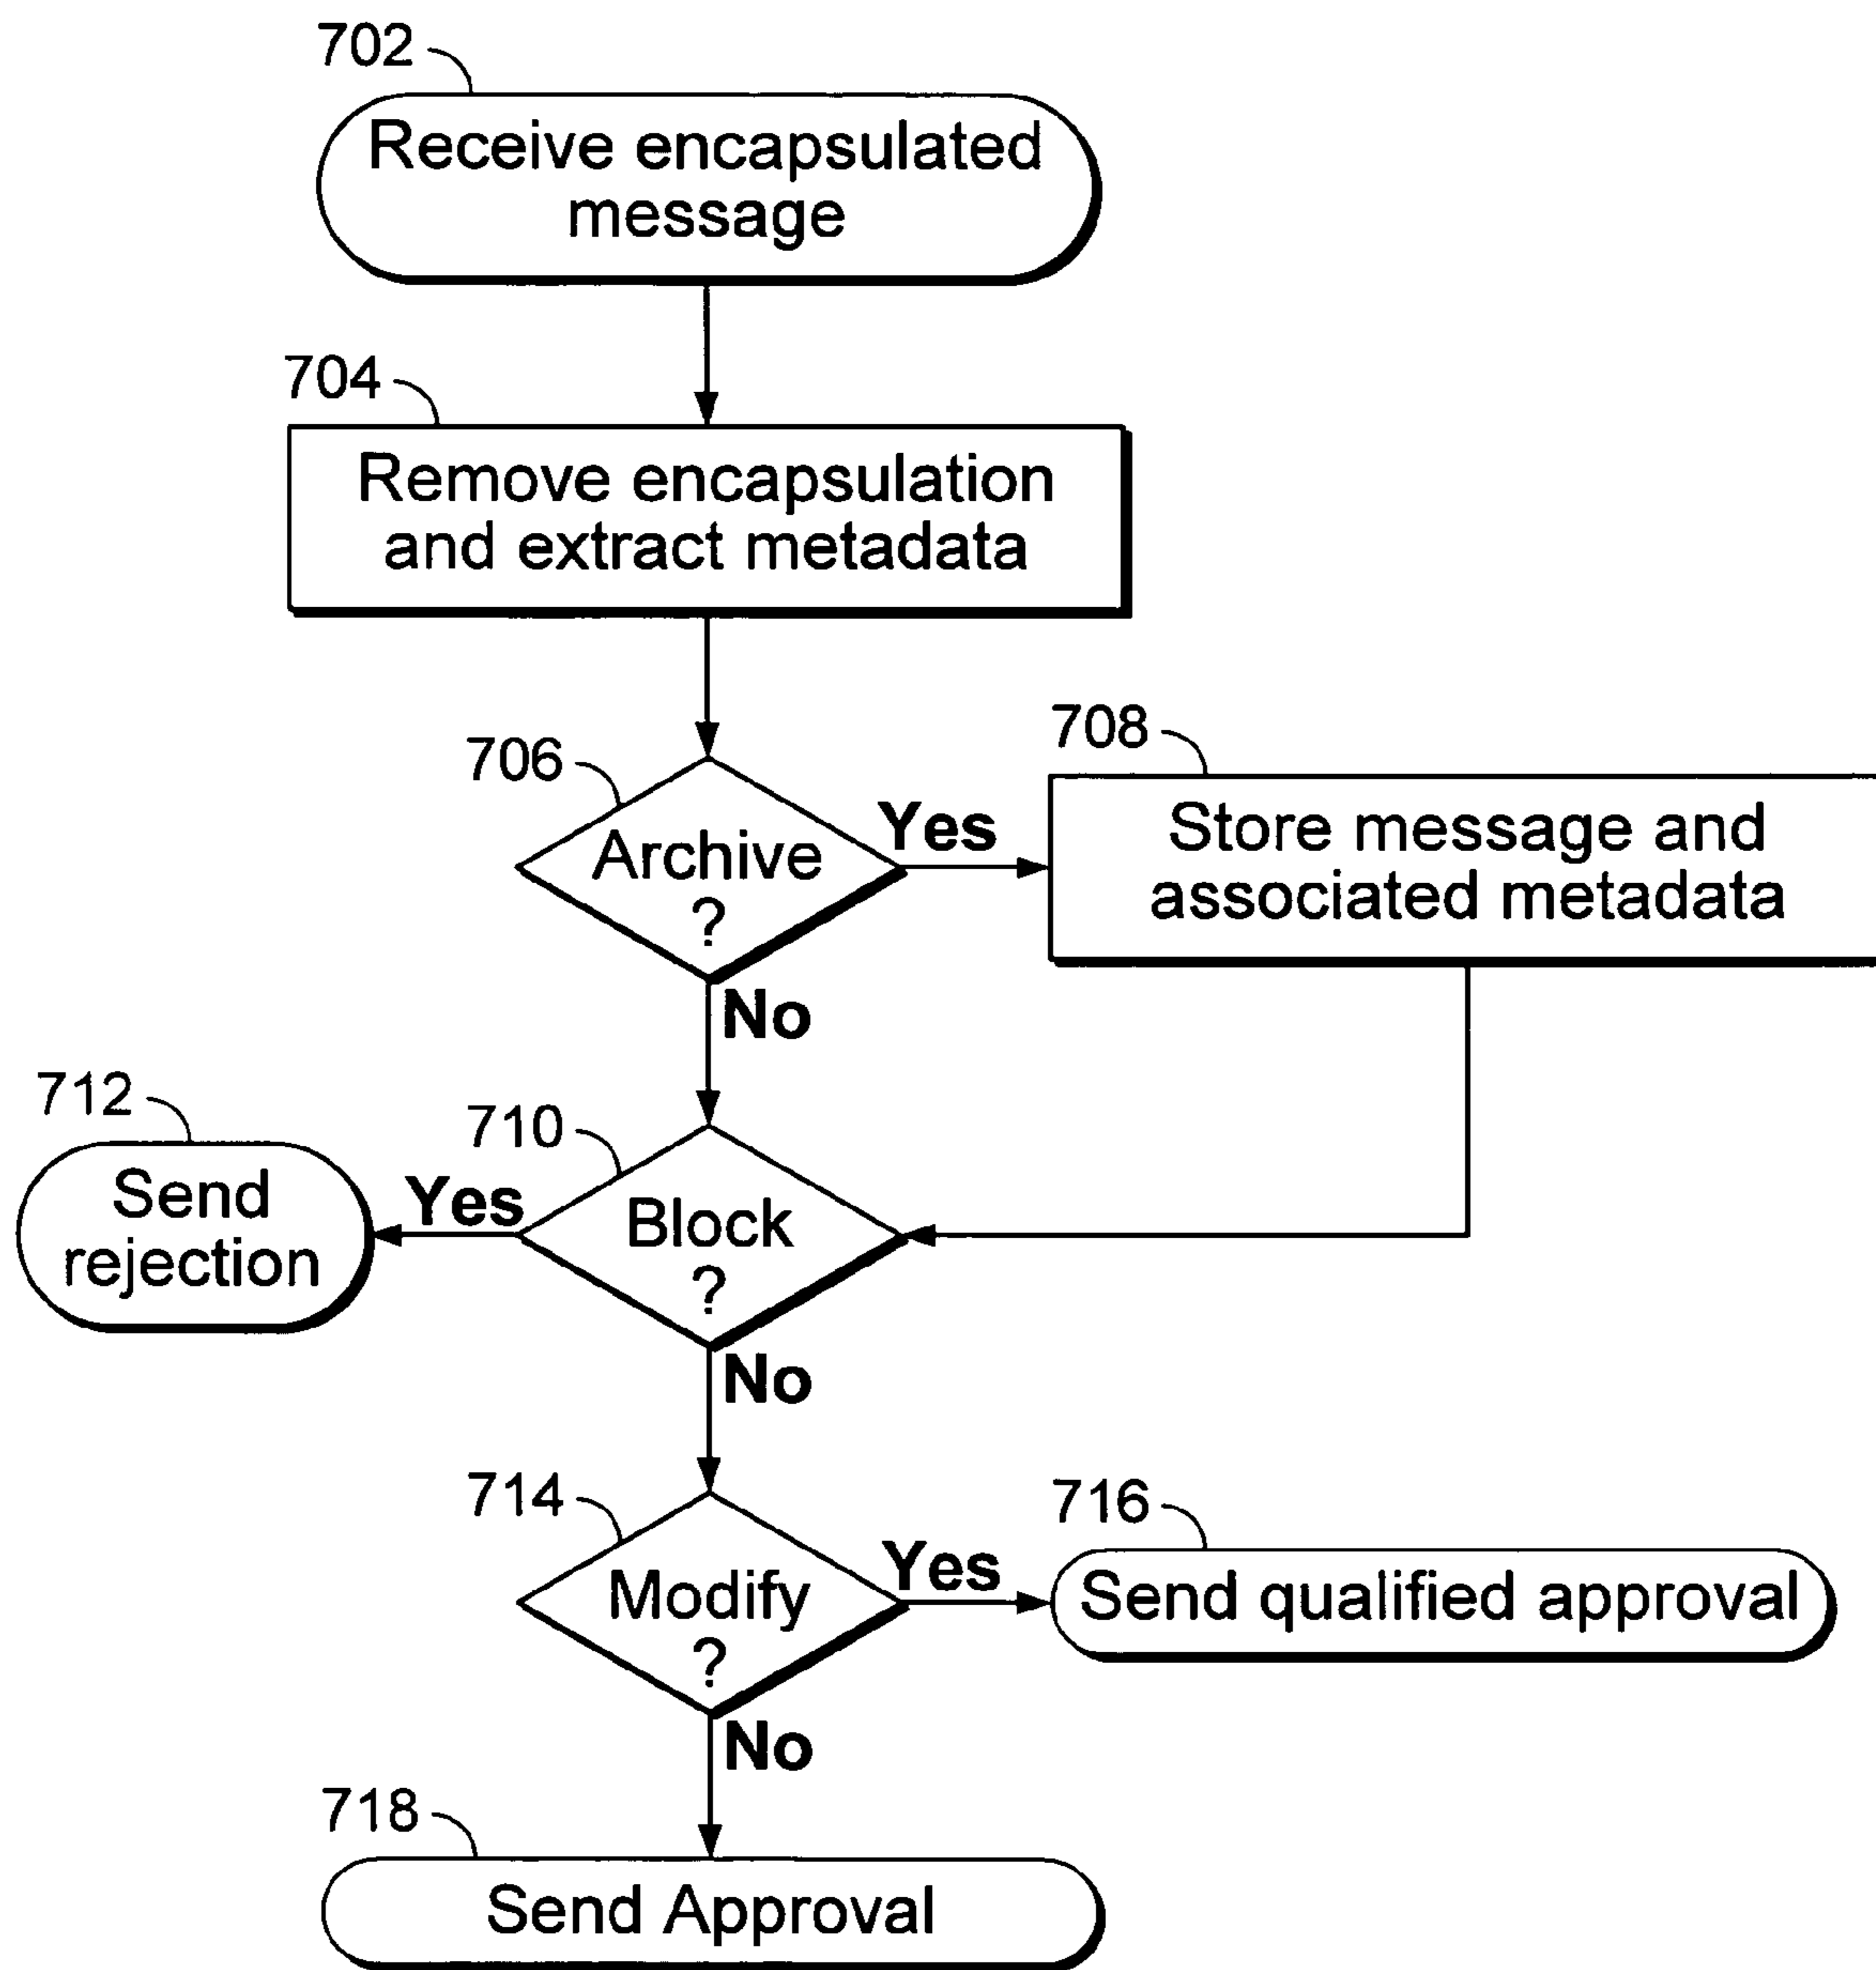 702
Receive encapsulated
message
704
Remove encapsulation
and extract metadata
706
Archive
?
Yes
708
Store message and
associated metadata
No
712
Send
rejection
Yes
710
Block
?
No
714
Modify
?
Yes
716
Send qualified approval
No
718
Send Approval